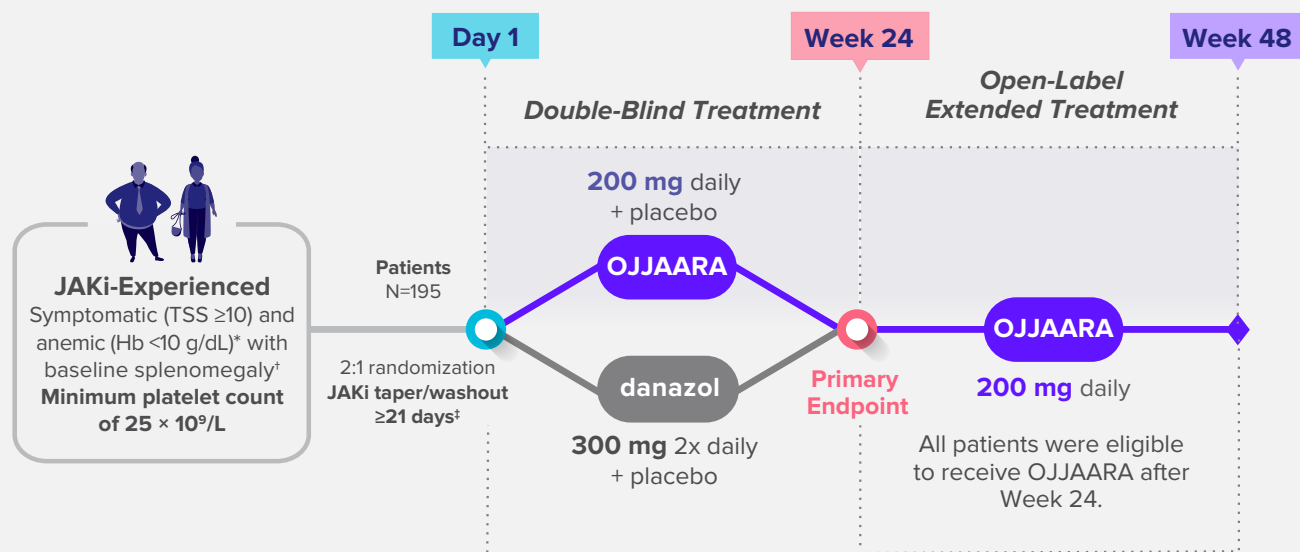 Day 1
Week 24
Week 48
Double-Blind Treatment
Open-Label
Extended Treatment
JAKi-Experienced
Symptomatic (TSS ≥10) and
anemic (Hb <10 g/dL)* with
baseline splenomegaly†
Minimum platelet count
of 25 × 10⁹/L
Patients
N=195
2:1 randomization
JAKi taper/washout
≥21 days‡
200 mg daily
+ placebo
OJJAARA
danazol
300 mg 2x daily
+ placebo
Primary
Endpoint
OJJAARA
200 mg daily
All patients were eligible
to receive OJJAARA after
Week 24.